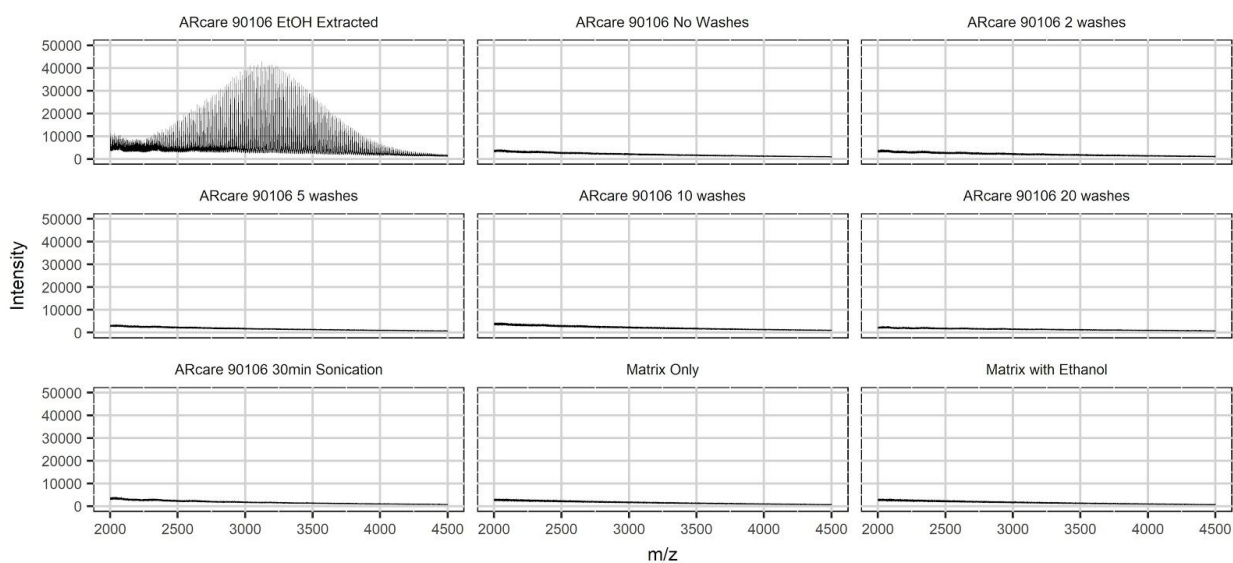 ARcare 90106 EtOH Extracted
ARcare 90106 No Washes
ARcare 90106 2 washes
50000
40000
30000
20000
10000
0
ARcare 90106 5 washes
ARcare 90106 10 washes
ARcare 90106 20 washes
50000
40000
30000
20000
10000
0
Intensity
ARcare 90106 30min Sonication
Matrix Only
Matrix with Ethanol
50000
40000
30000
20000
10000
0
2000 2500 3000 3500 4000 4500
2000 2500 3000 3500 4000 4500
2000 2500 3000 3500 4000 4500
m/z